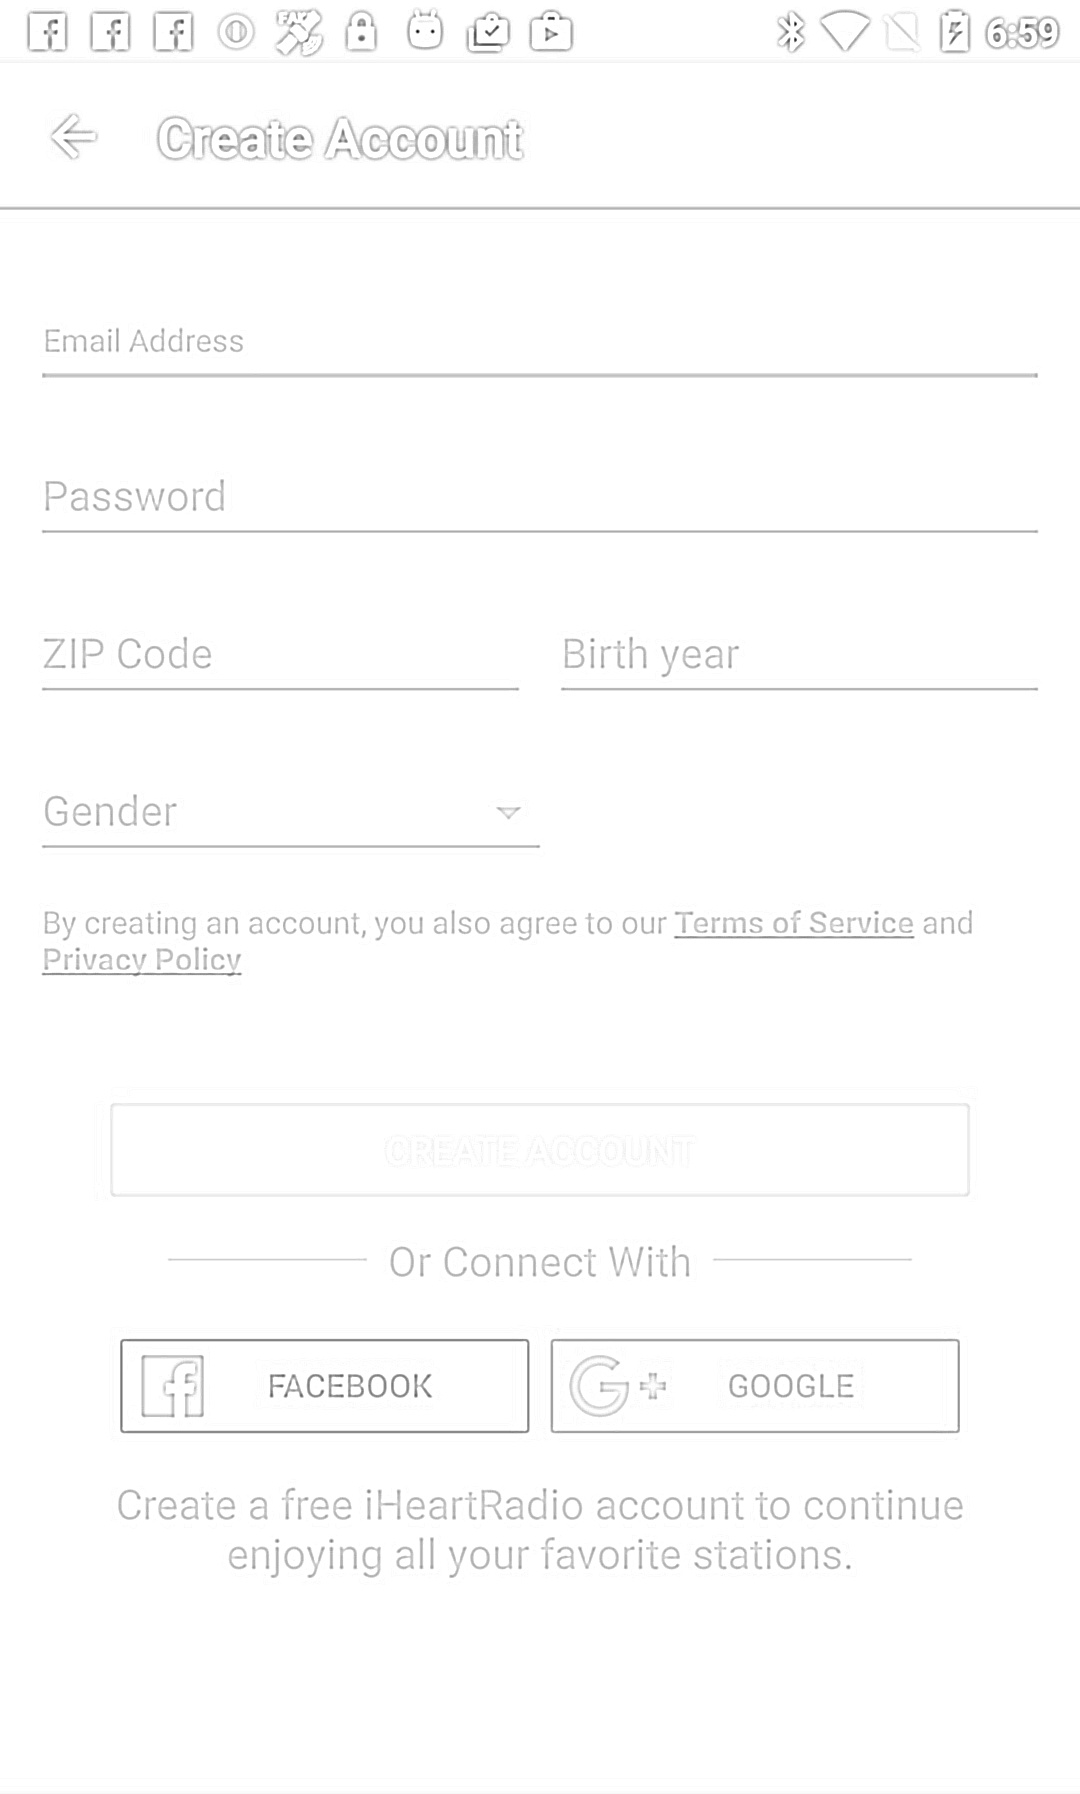 6:59
Create Account
Email Address
Password
ZIP Code Birth year
Gender
By creating an account, you also agree to our Terms of Service and
Privacy Policy
CREATE ACCOUNT
Or Connect With
FACEBOOK GOOGLE
Create a free iHeartRadio account to continue
enjoying all your favorite stations.